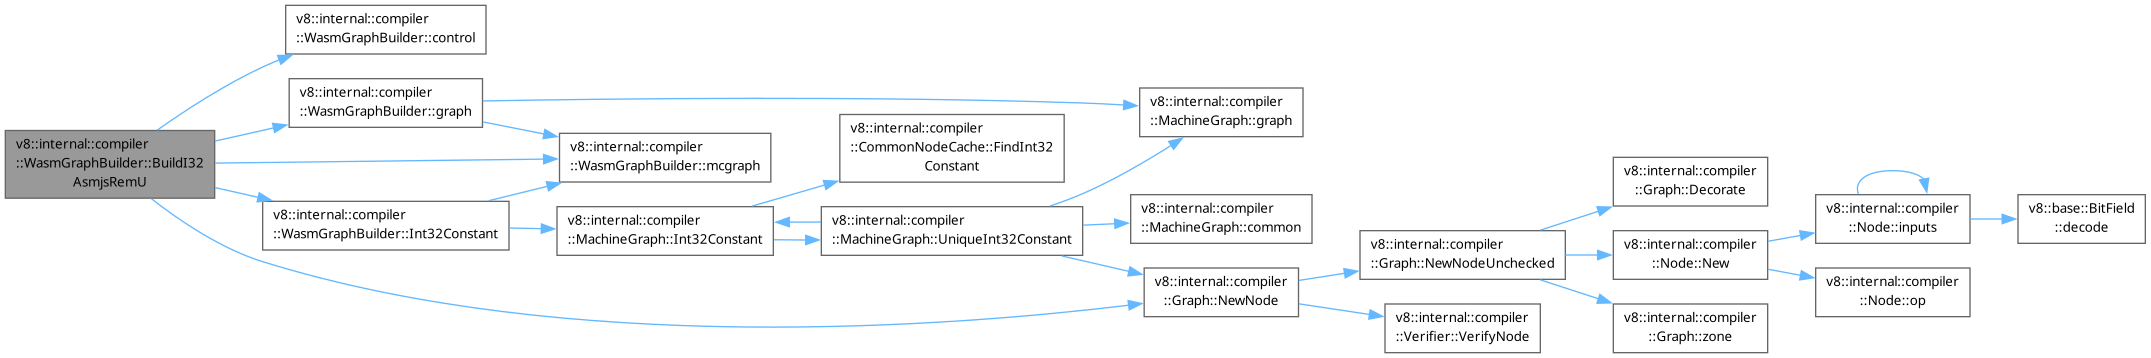 v8::internal::compiler
::WasmGraphBuilder::BuildI32
AsmjsRemU
v8::internal::compiler
::WasmGraphBuilder::control
v8::internal::compiler
::WasmGraphBuilder::graph
v8::internal::compiler
::WasmGraphBuilder::mcgraph
v8::internal::compiler
::WasmGraphBuilder::Int32Constant
v8::internal::compiler
::MachineGraph::Int32Constant
v8::internal::compiler
::CommonNodeCache::FindInt32
Constant
v8::internal::compiler
::MachineGraph::UniqueInt32Constant
v8::internal::compiler
::MachineGraph::graph
v8::internal::compiler
::MachineGraph::common
v8::internal::compiler
::Graph::NewNode
v8::internal::compiler
::Graph::NewNodeUnchecked
v8::internal::compiler
::Verifier::VerifyNode
v8::internal::compiler
::Graph::Decorate
v8::internal::compiler
::Node::New
v8::internal::compiler
::Graph::zone
v8::internal::compiler
::Node::inputs
v8::internal::compiler
::Node::op
v8::base::BitField
::decode